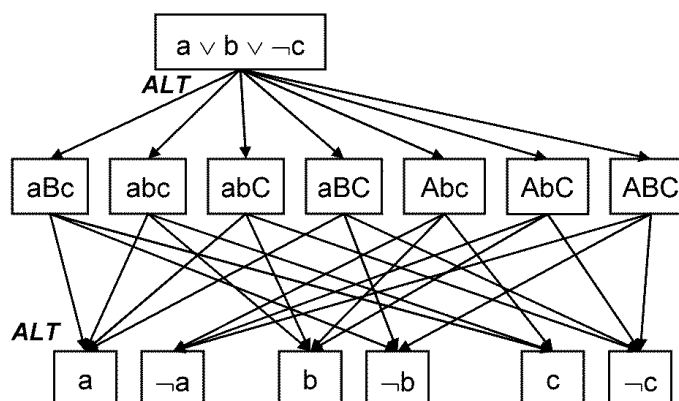 a ∨ b ∨ ¬c
ALT
aBc abc abC aBC Abc AbC ABC
ALT
a ¬a b ¬b c ¬c